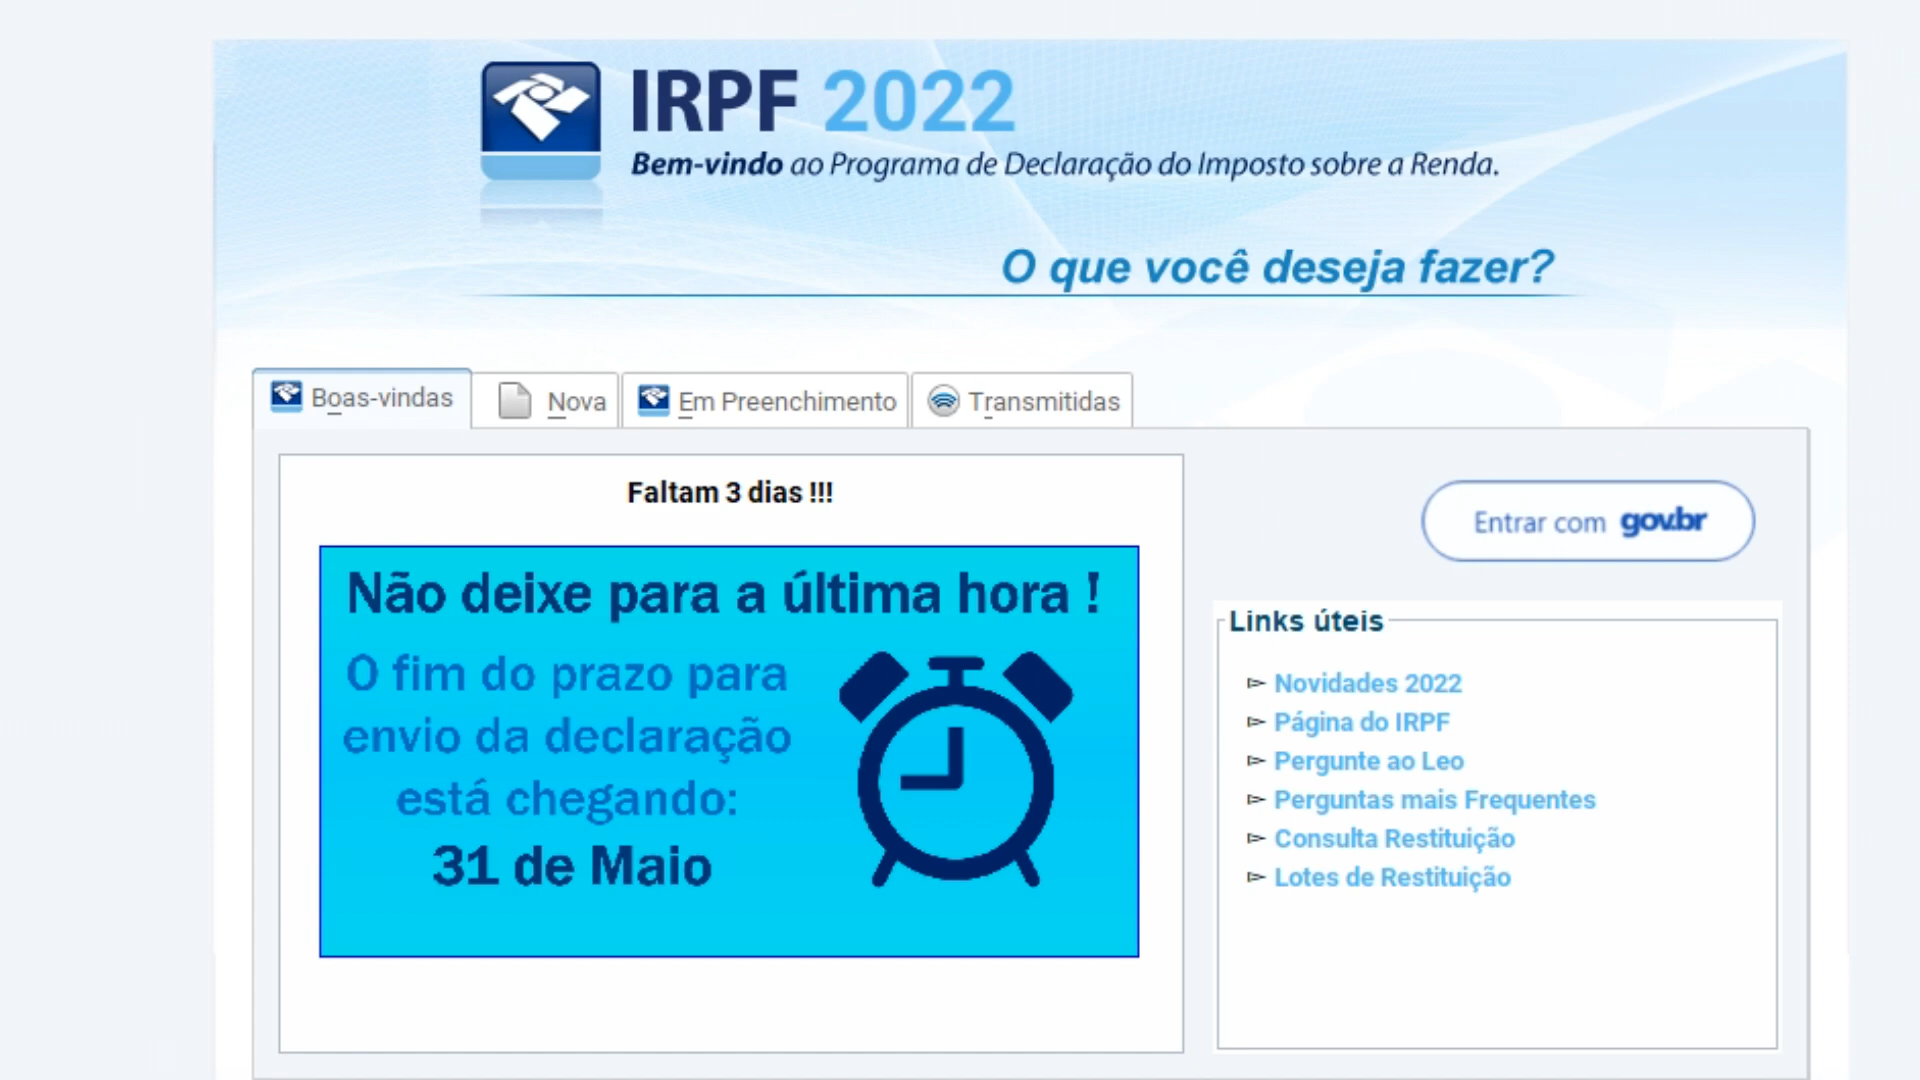 IRPF 2022
Bem-vindo ao Programa de Declaração do Imposto sobre a Renda.
O que você deseja fazer?
Boas-vindas
Nova
Em Preenchimento
Transmitidas
Faltam 3 dias !!!
Não deixe para a última hora !
O fim do prazo para
envio da declaração
está chegando:
31 de Maio
Entrar com gov.br
Links úteis
Novidades 2022
Página do IRPF
Pergunte ao Leo
Perguntas mais Frequentes
Consulta Restituição
Lotes de Restituição